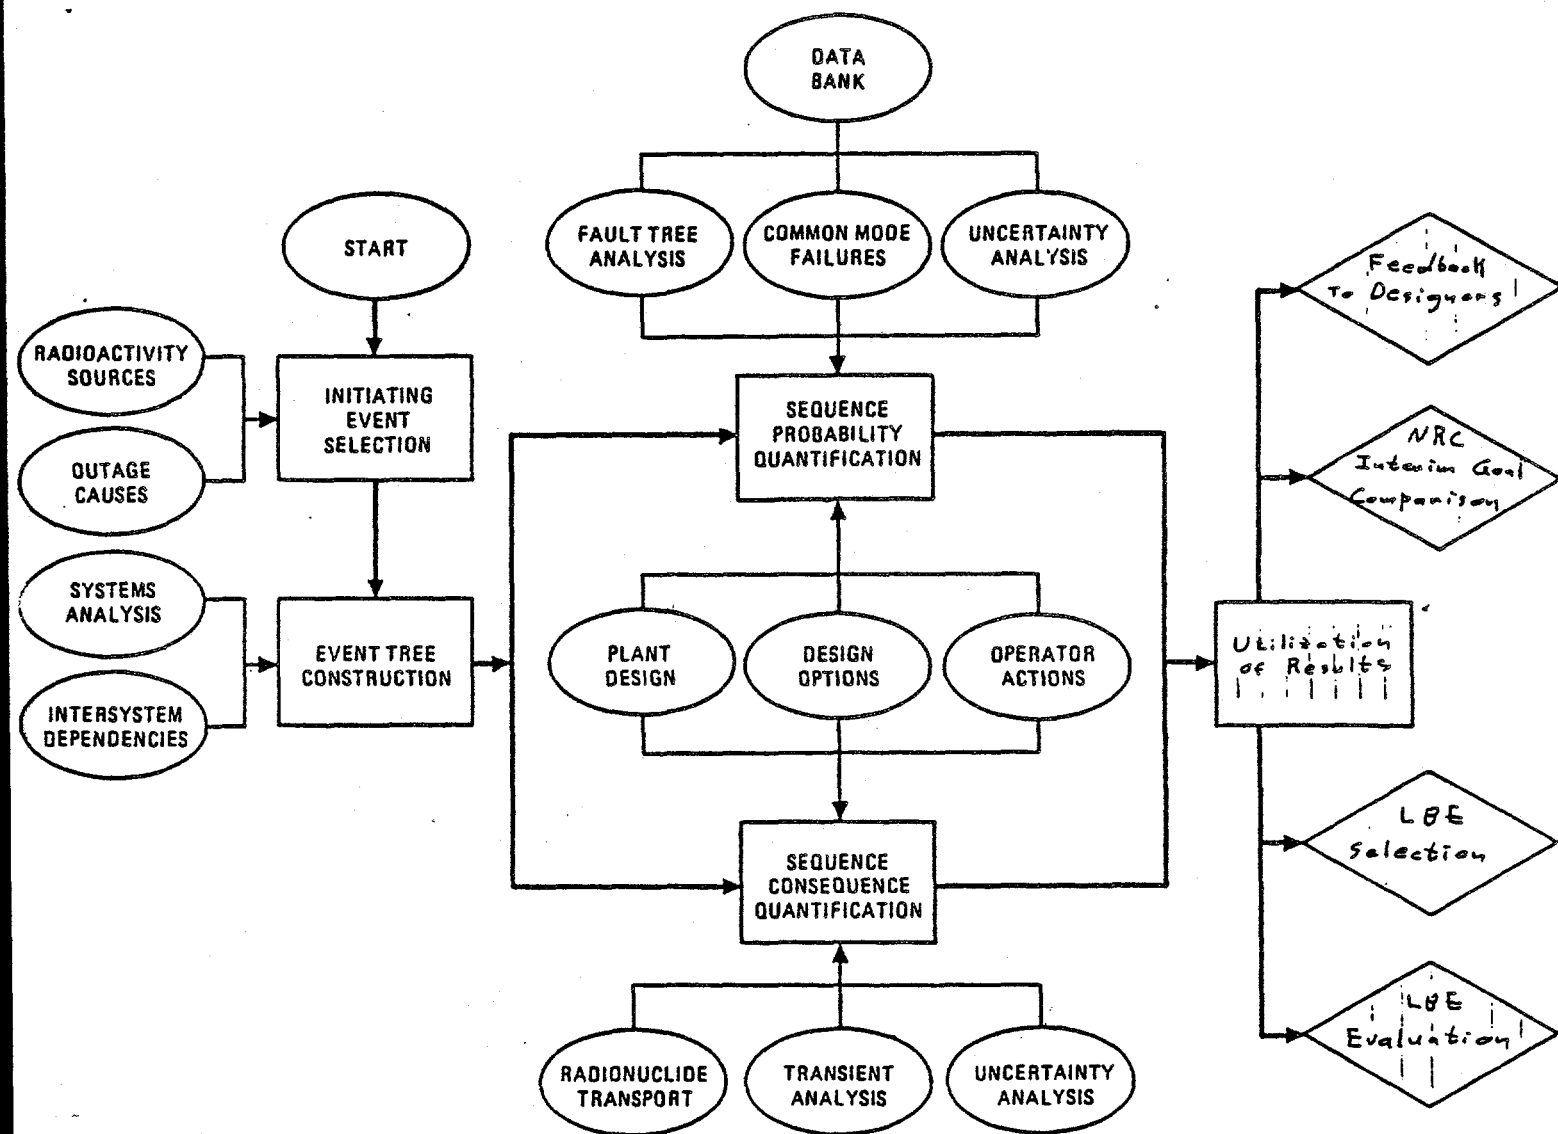 DATA
BANK
START
FAULT TREE
ANALYSIS
COMMON MODE
FAILURES
UNCERTAINTY
ANALYSIS
RADIOACTIVITY
SOURCES
OUTAGE
CAUSES
INITIATING
EVENT
SELECTION
SYSTEMS
ANALYSIS
INTERSYSTEM
DEPENDENCIES
EVENT TREE
CONSTRUCTION
SEQUENCE
PROBABILITY
QUANTIFICATION
PLANT
DESIGN
DESIGN
OPTIONS
OPERATOR
ACTIONS
SEQUENCE
CONSEQUENCE
QUANTIFICATION
RADIONUCLIDE
TRANSPORT
TRANSIENT
ANALYSIS
UNCERTAINTY
ANALYSIS
Utilization
of Results
Feedback
To Designers
NRC
Interim Goal
Comparison
LBE
Selection
LBE
Evaluation